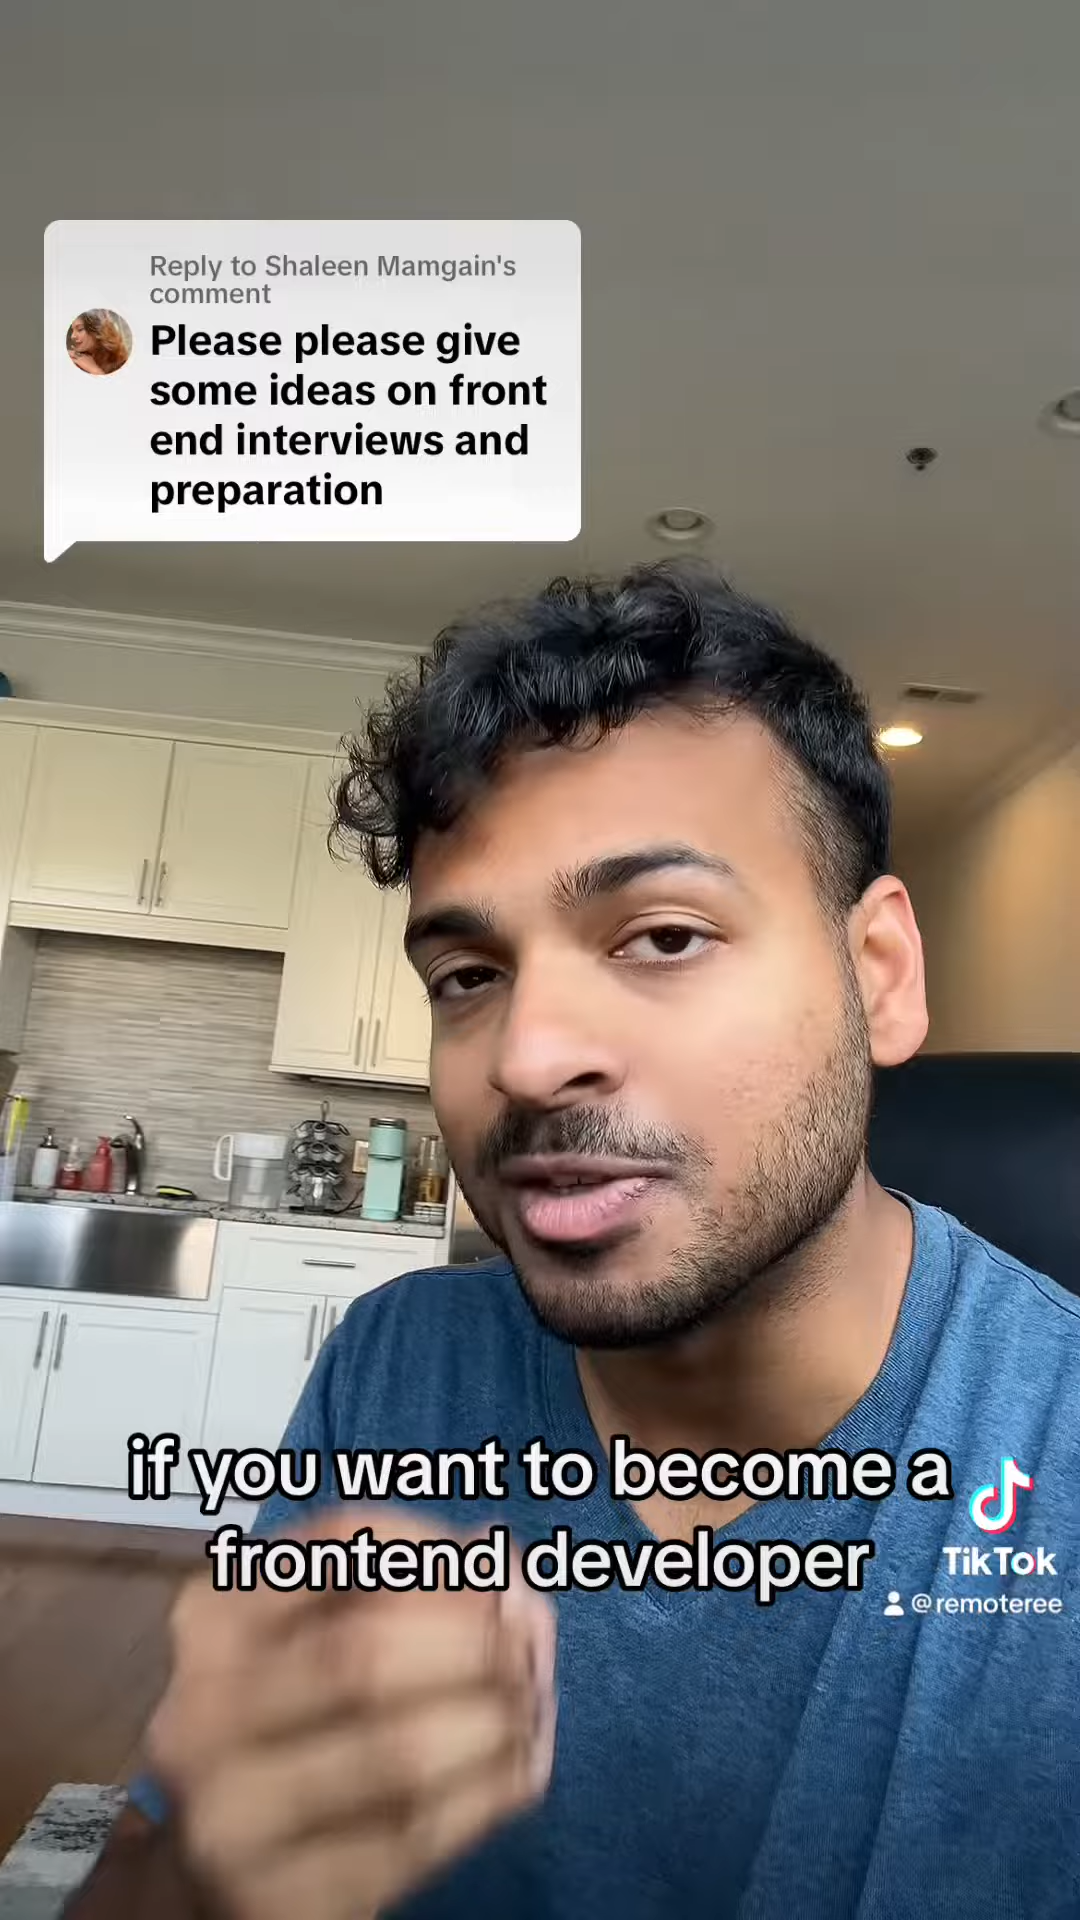 Reply to Shaleen Mamgain's
comment
Please please give
some ideas on front
end interviews and
preparation
if you want to become a
frontend developer
TikTok
@remoteree